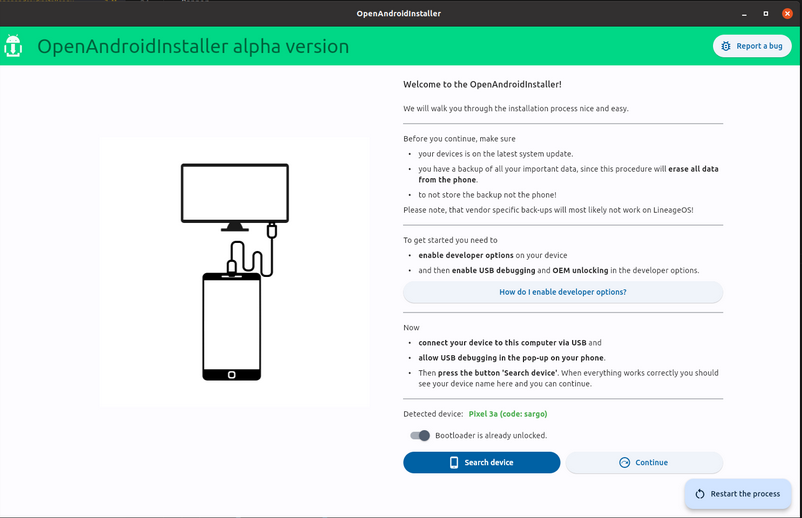 OpenAndroidInstaller
OpenAndroidInstaller alpha version
Report a bug
Welcome to the OpenAndroidInstaller!
We will walk you through the installation process nice and easy.
Before you continue, make sure
• your devices is on the latest system update.
• you have a backup of all your important data, since this procedure will erase all data
from the phone.
• to not store the backup not the phone!
Please note, that vendor specific back-ups will most likely not work on LineageOS!
To get started you need to
• enable developer options on your device
• and then enable USB debugging and OEM unlocking in the developer options.
How do I enable developer options?
Now
• connect your device to this computer via USB and
• allow USB debugging in the pop-up on your phone.
• Then press the button 'Search device'. When everything works correctly you should
see your device name here and you can continue.
Detected device: Pixel 3a (code: sargo)
Bootloader is already unlocked.
Search device
Continue
Restart the process